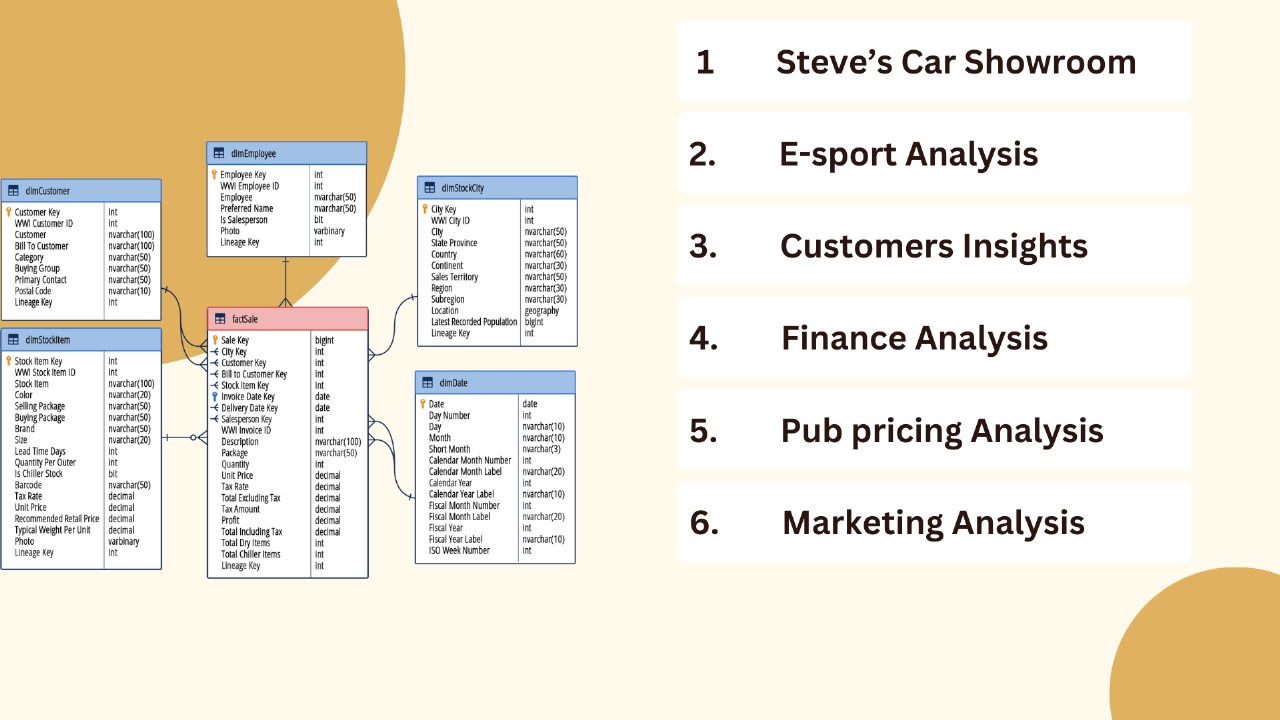 dimEmployee
Employee Key int
WWI Employee ID int
Employee nvarchar(50)
Preferred Name nvarchar(50)
Is Salesperson bit
Photo varbinary
Lineage Key int
dimCustomer
Customer Key int
WWI Customer ID int
Customer nvarchar(100)
Bill To Customer nvarchar(100)
Category nvarchar(50)
Buying Group nvarchar(50)
Primary Contact nvarchar(50)
Postal Code nvarchar(10)
Lineage Key int
dimStockCity
City Key int
WWI City ID int
City nvarchar(50)
State Province nvarchar(50)
Country nvarchar(60)
Continent nvarchar(30)
Sales Territory nvarchar(50)
Region nvarchar(30)
Subregion nvarchar(30)
Location geography
Latest Recorded Population bigint
Lineage Key int
dimStockItem
Stock Item Key int
WWI Stock Item ID int
Stock Item nvarchar(100)
Color nvarchar(20)
Selling Package nvarchar(50)
Buying Package nvarchar(50)
Brand nvarchar(50)
Size nvarchar(20)
Lead Time Days int
Quantity Per Outer int
Is Chiller Stock bit
Barcode nvarchar(50)
Tax Rate decimal
Unit Price decimal
Recommended Retail Price decimal
Typical Weight Per Unit decimal
Photo varbinary
Lineage Key int
factSale
Sale Key bigint
City Key int
Customer Key int
Bill to Customer Key int
Stock Item Key int
Invoice Date Key date
Delivery Date Key date
Salesperson Key int
WWI Invoice ID int
Description nvarchar(100)
Package nvarchar(50)
Quantity int
Unit Price decimal
Tax Rate decimal
Total Excluding Tax decimal
Tax Amount decimal
Profit decimal
Total Including Tax decimal
Total Dry Items int
Total Chiller Items int
Lineage Key int
dimDate
Date date
Day Number int
Day nvarchar(10)
Month nvarchar(10)
Short Month nvarchar(3)
Calendar Month Number int
Calendar Month Label nvarchar(20)
Calendar Year int
Calendar Year Label nvarchar(10)
Fiscal Month Number int
Fiscal Month Label nvarchar(20)
Fiscal Year int
Fiscal Year Label nvarchar(10)
ISO Week Number int
1 Steve’s Car Showroom
2. E-sport Analysis
3. Customers Insights
4. Finance Analysis
5. Pub pricing Analysis
6. Marketing Analysis